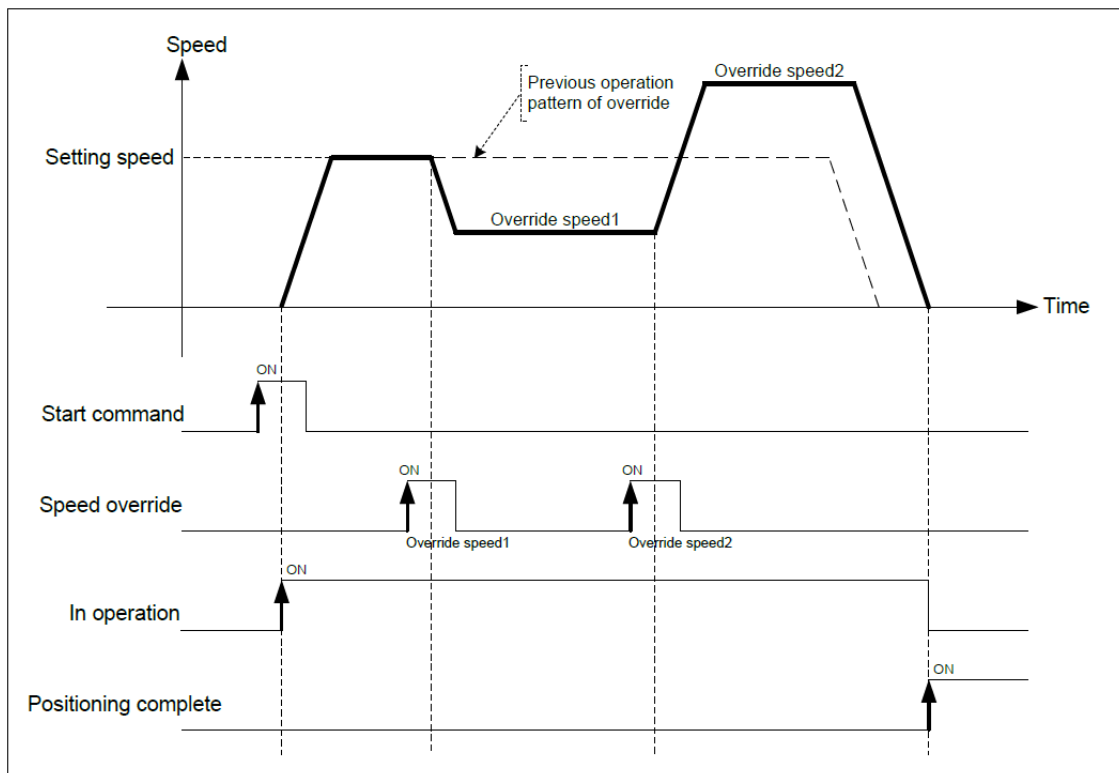 Speed
Override speed2
Previous operation
pattern of override
Setting speed
Override speed1
Time
ON
Start command
ON
ON
Speed override
Override speed1
Override speed2
ON
In operation
ON
Positioning complete